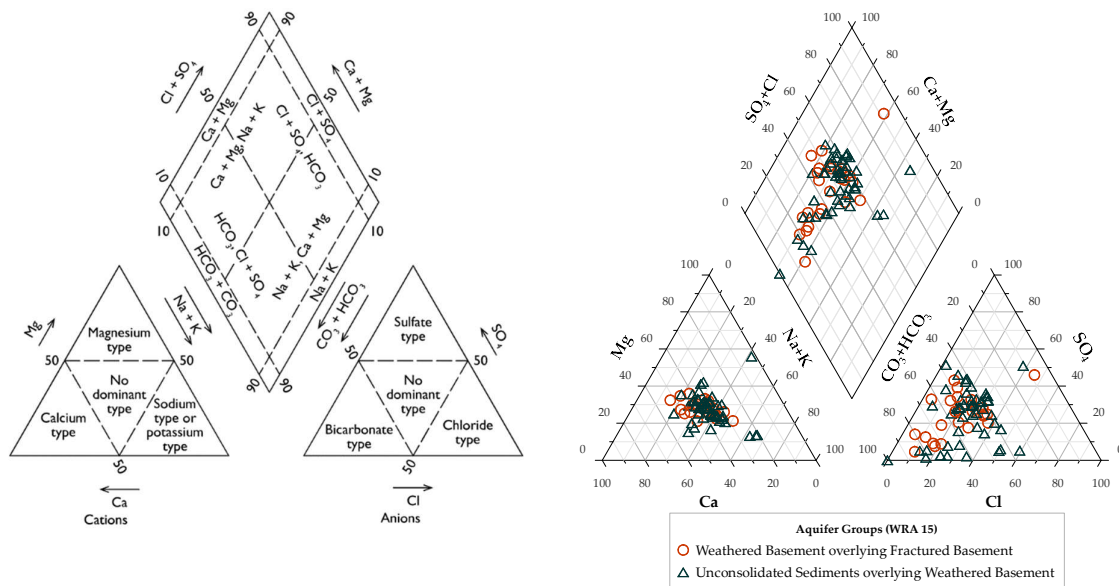 90
90
Cl + SO₄
50
Ca + Mg
Ca + Mg
50
Cl + SO₄
Ca + Mg, Na + K
Cl + SO₄, HCO₃
10
10
10
10
HCO₃, Cl + SO₄
Na + K, Ca + Mg
HCO₃ + CO₃
Na + K
Na + K
CO₃ + HCO₃
90
90
Mg
Magnesium
type
50
50
No
dominant
type
Calcium
type
Sodium
type or
potassium
type
50
Ca
Cations
Sulfate
type
SO₄
50
50
No
dominant
type
Bicarbonate
type
Chloride
type
50
Cl
Anions
100
100
80
80
SO₄+Cl
60
60
Ca+Mg
40
40
20
20
0
0
100
0
Mg
60
20
Na+K
40
60
20
80
0
100
80
60
40
20
0
Ca
0
100
CO₃+HCO₃
20
80
40
60
SO₄
60
40
80
20
100
0
0
20
40
60
80
100
Cl
Aquifer Groups (WRA 15)
Weathered Basement overlying Fractured Basement
Unconsolidated Sediments overlying Weathered Basement